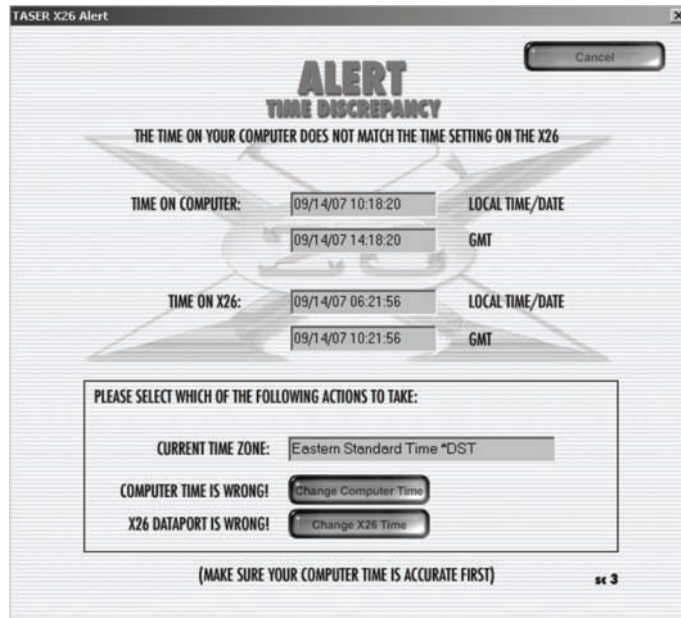 TASER X26 Alert
Cancel
ALERT
TIME DISCREPANCY
THE TIME ON YOUR COMPUTER DOES NOT MATCH THE TIME SETTING ON THE X26
TIME ON COMPUTER: 09/14/07 10:18:20 LOCAL TIME/DATE
09/14/07 14:18:20 GMT
TIME ON X26: 09/14/07 06:21:56 LOCAL TIME/DATE
09/14/07 10:21:56 GMT
PLEASE SELECT WHICH OF THE FOLLOWING ACTIONS TO TAKE:
CURRENT TIME ZONE: Eastern Standard Time *DST
COMPUTER TIME IS WRONG! Change Computer Time
X26 DATAPORT IS WRONG! Change X26 Time
(MAKE SURE YOUR COMPUTER TIME IS ACCURATE FIRST)
sc 3